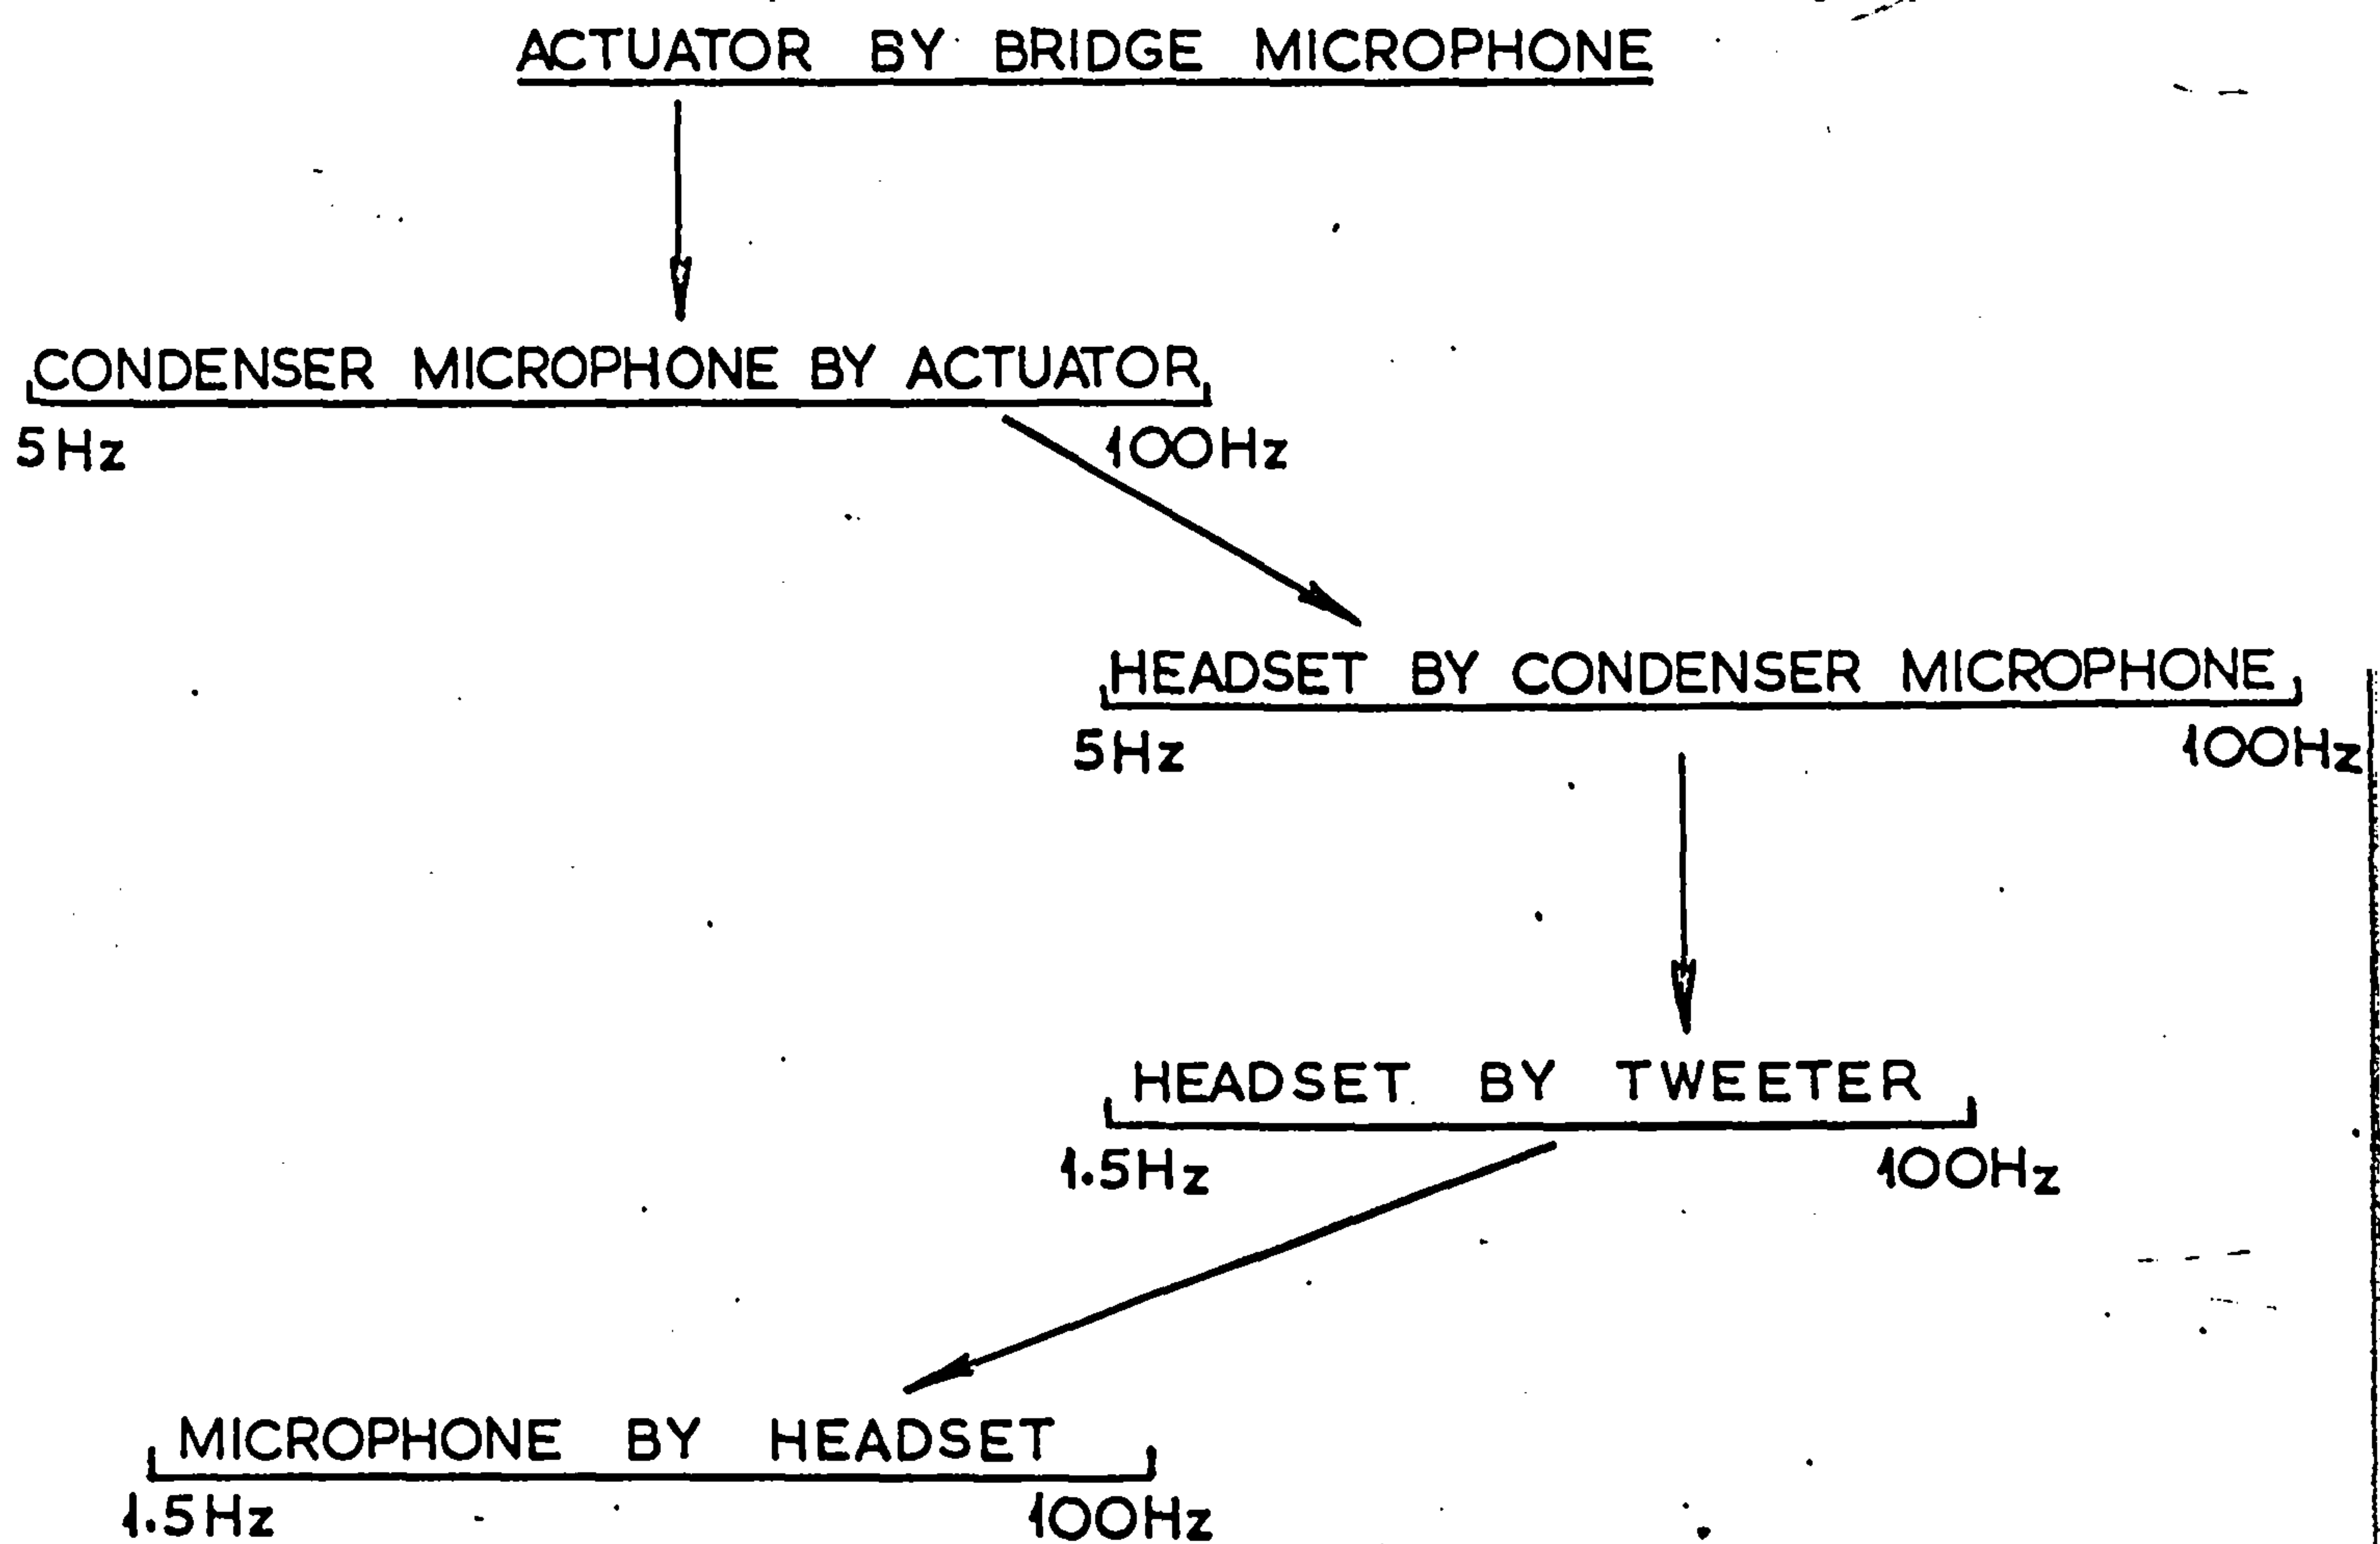 ACTUATOR BY BRIDGE MICROPHONE
CONDENSER MICROPHONE BY ACTUATOR
5Hz 100Hz
HEADSET BY CONDENSER MICROPHONE
5Hz 100Hz
HEADSET BY TWEETER
1.5Hz 100Hz
MICROPHONE BY HEADSET
1.5Hz 100Hz